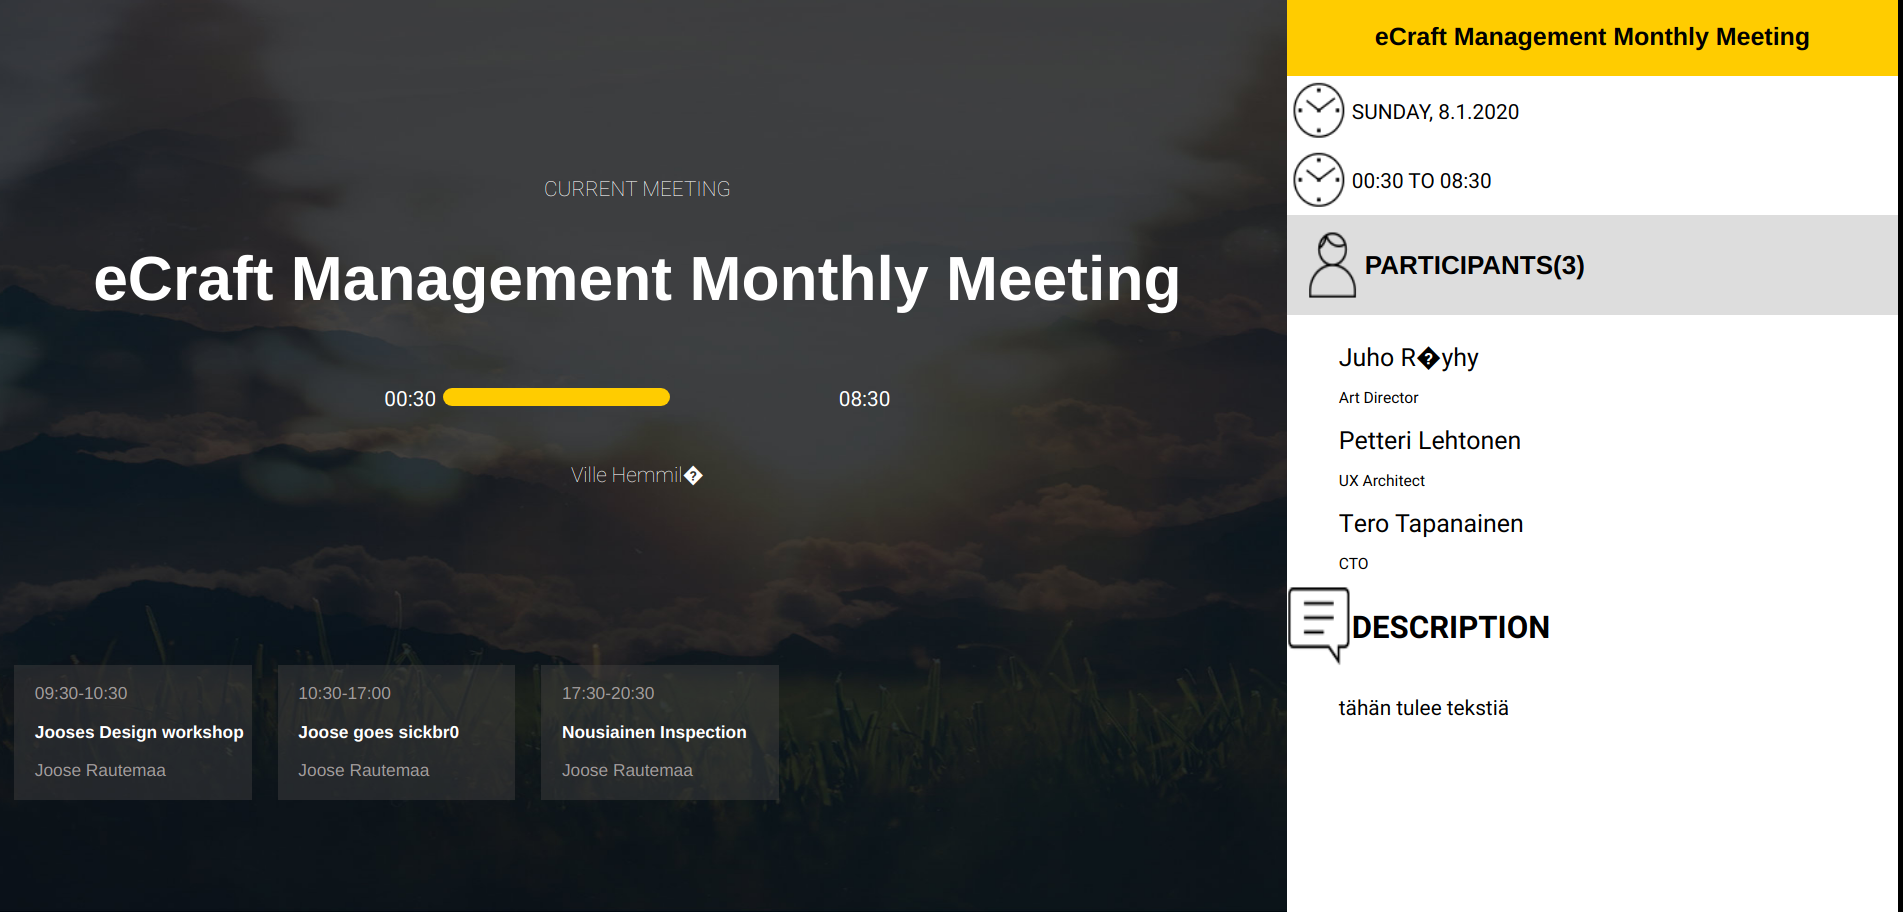 CURRENT MEETING
eCraft Management Monthly Meeting
00:30 08:30
Ville Hemmil�
09:30-10:30
Jooses Design workshop
Joose Rautemaa
10:30-17:00
Joose goes sickbr0
Joose Rautemaa
17:30-20:30
Nousiainen Inspection
Joose Rautemaa
eCraft Management Monthly Meeting
SUNDAY, 8.1.2020
00:30 TO 08:30
PARTICIPANTS(3)
Juho R�yhy
Art Director
Petteri Lehtonen
UX Architect
Tero Tapanainen
CTO
DESCRIPTION
tähän tulee tekstiä